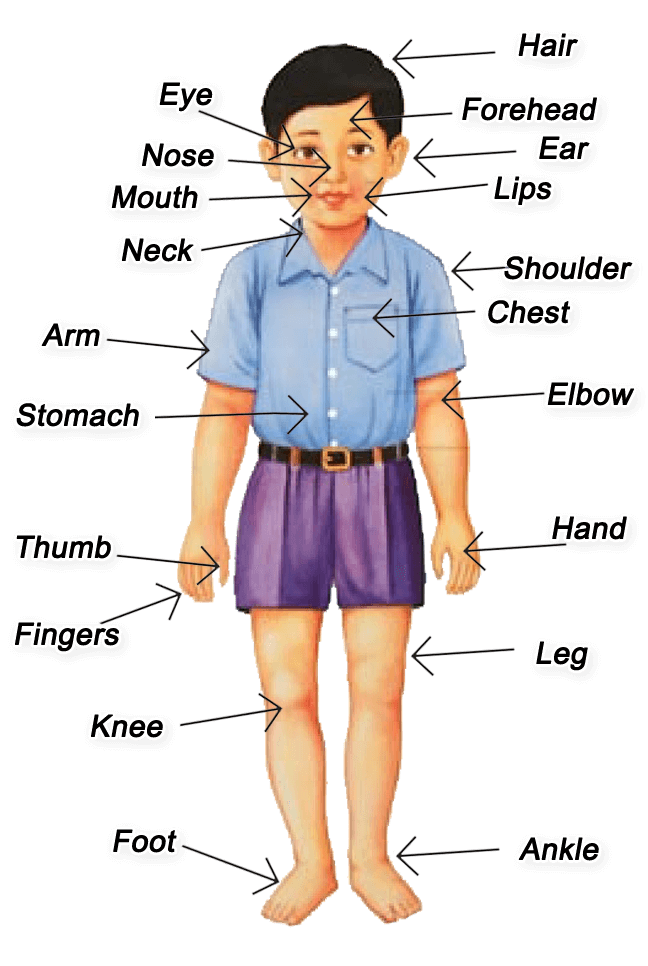 Hair
Eye
Forehead
Nose
Ear
Mouth
Lips
Neck
Shoulder
Chest
Arm
Elbow
Stomach
Hand
Thumb
Fingers
Leg
Knee
Foot
Ankle